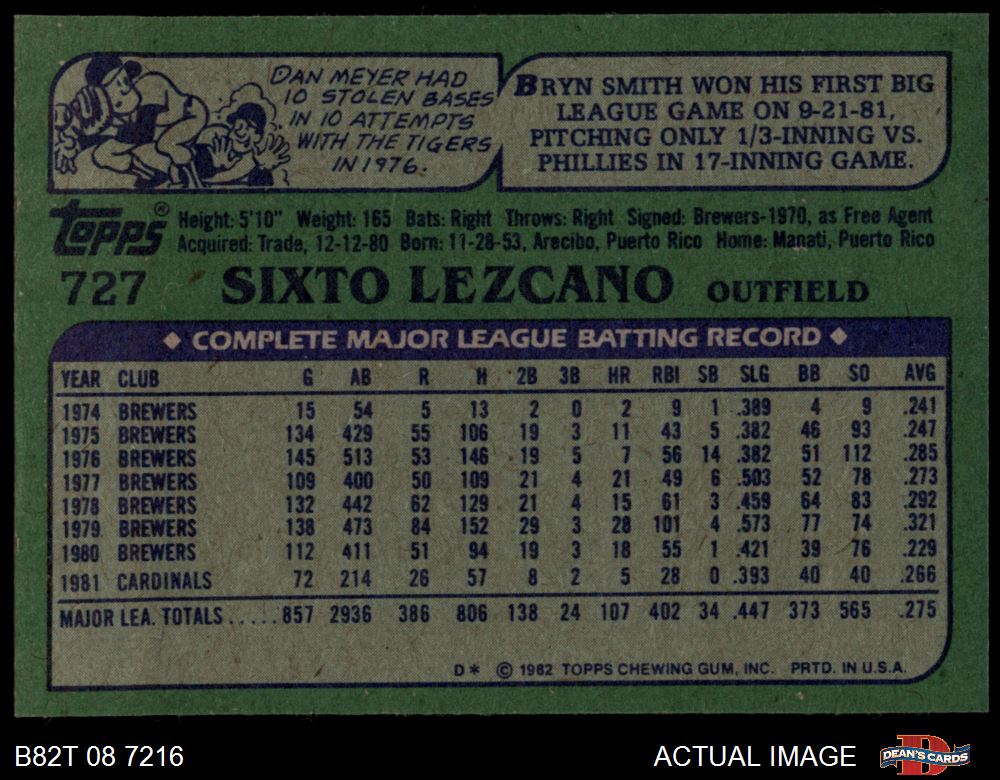 DAN MEYER HAD
10 STOLEN BASES
IN 10 ATTEMPTS
WITH THE TIGERS
IN 1976.
BRYN SMITH WON HIS FIRST BIG
LEAGUE GAME ON 9-21-81,
PITCHING ONLY 1/3-INNING VS.
PHILLIES IN 17-INNING GAME.
Topps®
Height: 5'10" Weight: 165 Bats: Right Throws: Right Signed: Brewers-1970, as Free Agent
Acquired: Trade, 12-12-80 Born: 11-28-53, Arecibo, Puerto Rico Home: Manati, Puerto Rico
727 SIXTO LEZCANO OUTFIELD
◆ COMPLETE MAJOR LEAGUE BATTING RECORD ◆
YEAR CLUB G AB R H 2B 3B HR RBI SB SLG BB SO AVG
1974 BREWERS 15 54 5 13 2 0 2 9 1 .389 4 9 .241
1975 BREWERS 134 429 55 106 19 3 11 43 5 .382 46 93 .247
1976 BREWERS 145 513 53 146 19 5 7 56 14 .382 51 112 .285
1977 BREWERS 109 400 50 109 21 4 21 49 6 .503 52 78 .273
1978 BREWERS 132 442 62 129 21 4 15 61 3 .459 64 83 .292
1979 BREWERS 138 473 84 152 29 3 28 101 4 .573 77 74 .321
1980 BREWERS 112 411 51 94 19 3 18 55 1 .421 39 76 .229
1981 CARDINALS 72 214 26 57 8 2 5 28 0 .393 40 40 .266
MAJOR LEA. TOTALS.....857 2936 386 806 138 24 107 402 34 .447 373 565 .275
D* © 1982 TOPPS CHEWING GUM, INC. PRTD. IN U.S.A.
B82T 08 7216 ACTUAL IMAGE D DEAN'S CARDS